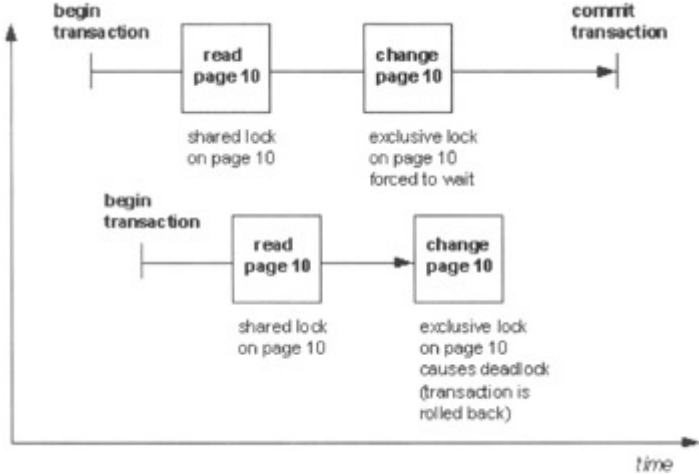 begin
transaction
commit
transaction
read
page 10
change
page 10
shared lock
on page 10
exclusive lock
on page 10
forced to wait
begin
transaction
read
page 10
change
page 10
shared lock
on page 10
exclusive lock
on page 10
causes deadlock
(transaction is
rolled back)
time